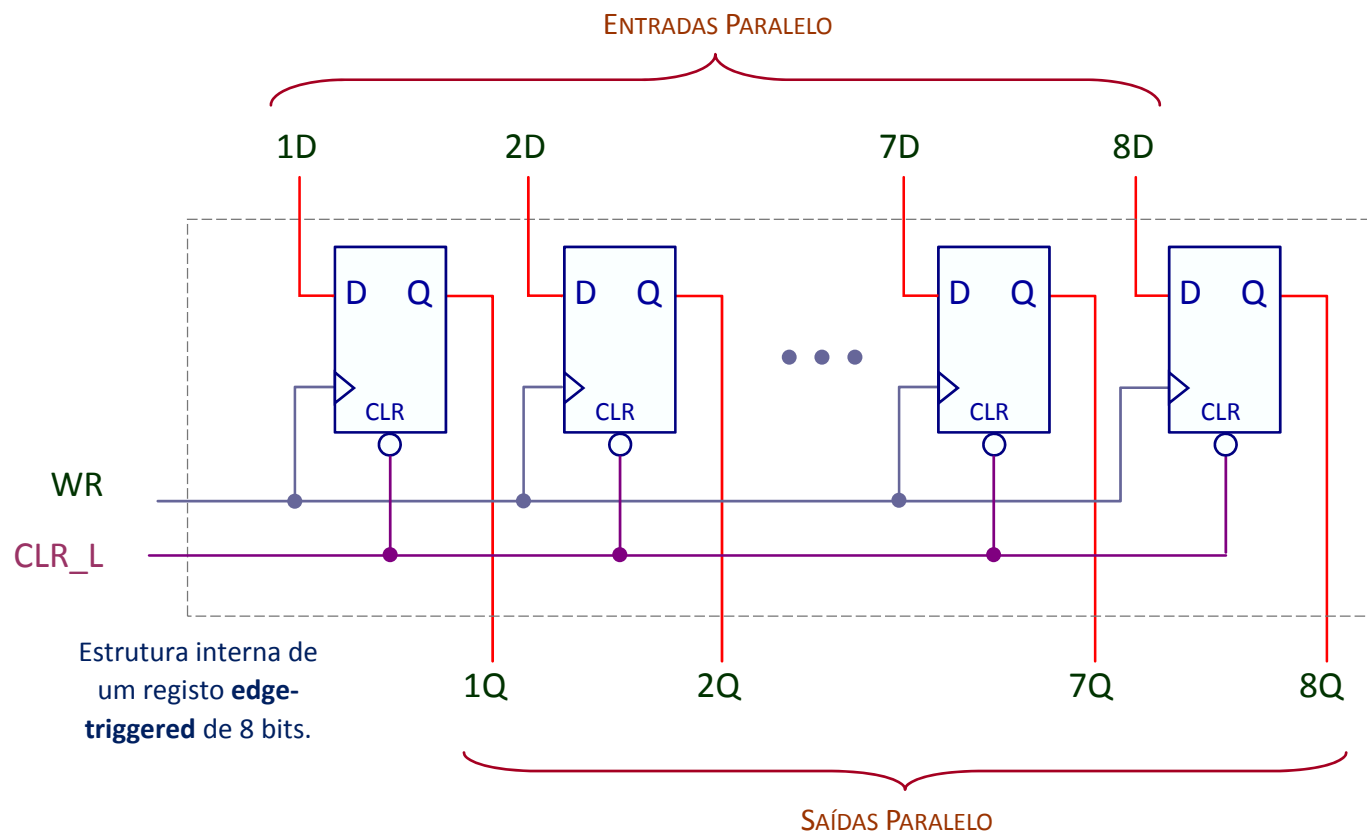 ENTRADAS PARALELO
1D 2D 7D 8D
D Q D Q D Q D Q
CLR CLR CLR CLR
WR
CLR_L
Estrutura interna de
um registo edge-
triggered de 8 bits.
1Q 2Q 7Q 8Q
SAÍDAS PARALELO